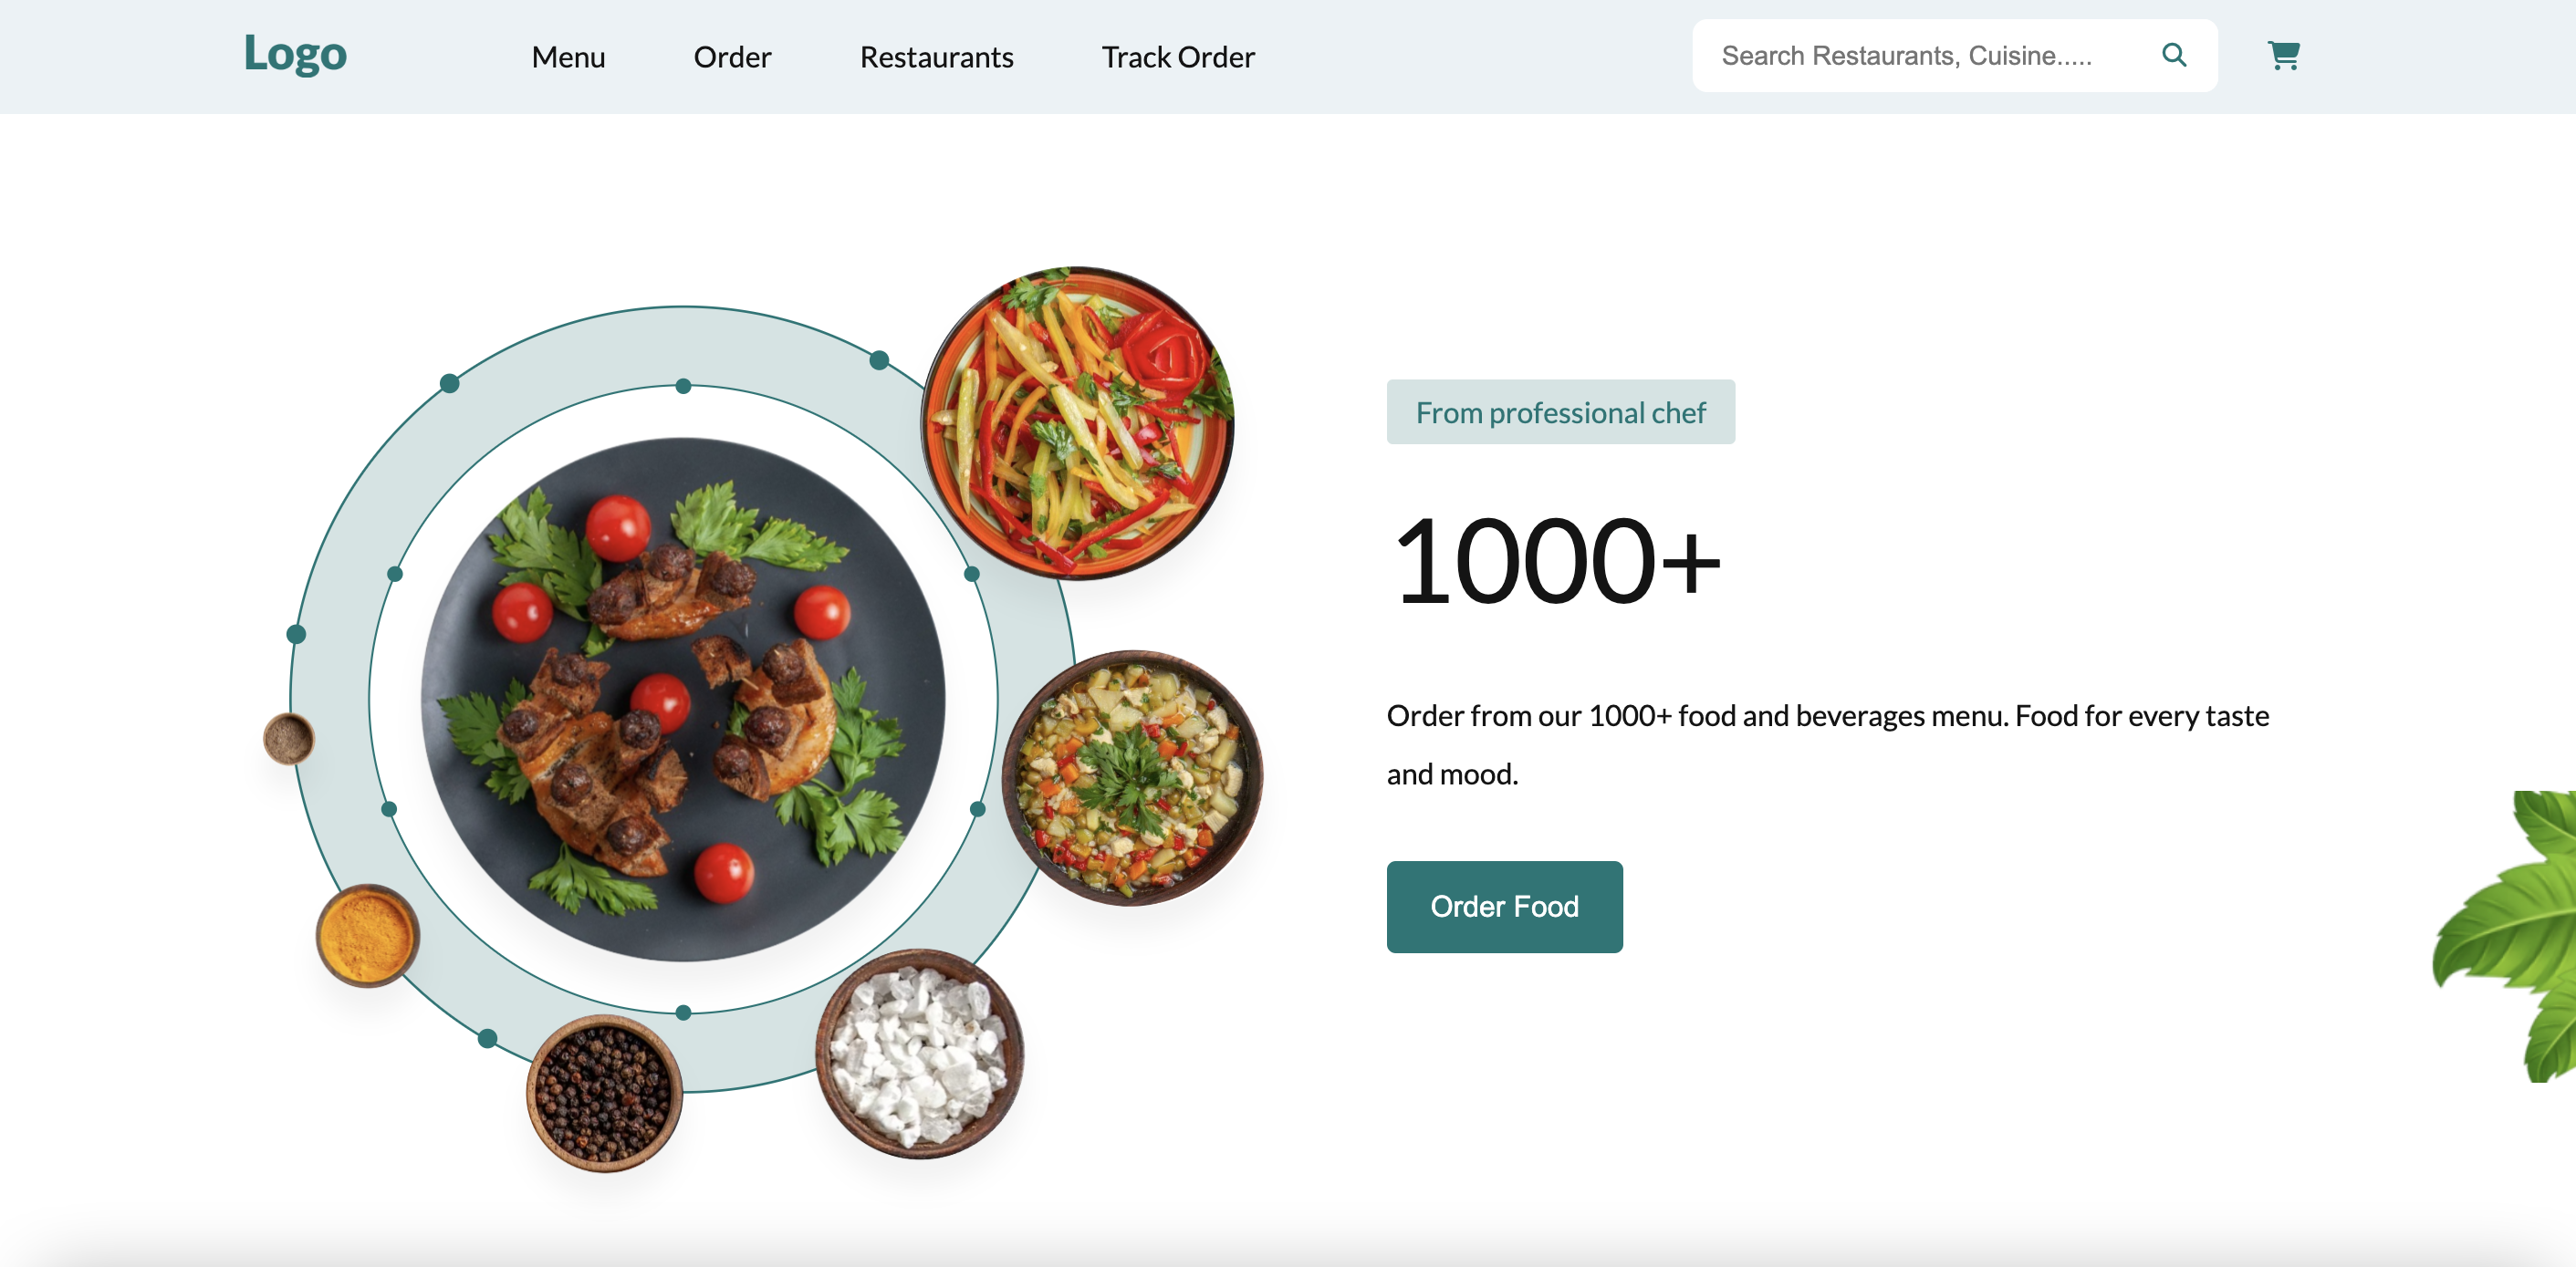 Logo
Menu
Order
Restaurants
Track Order
Search Restaurants, Cuisine.....
From professional chef
1000+
Order from our 1000+ food and beverages menu. Food for every taste
and mood.
Order Food